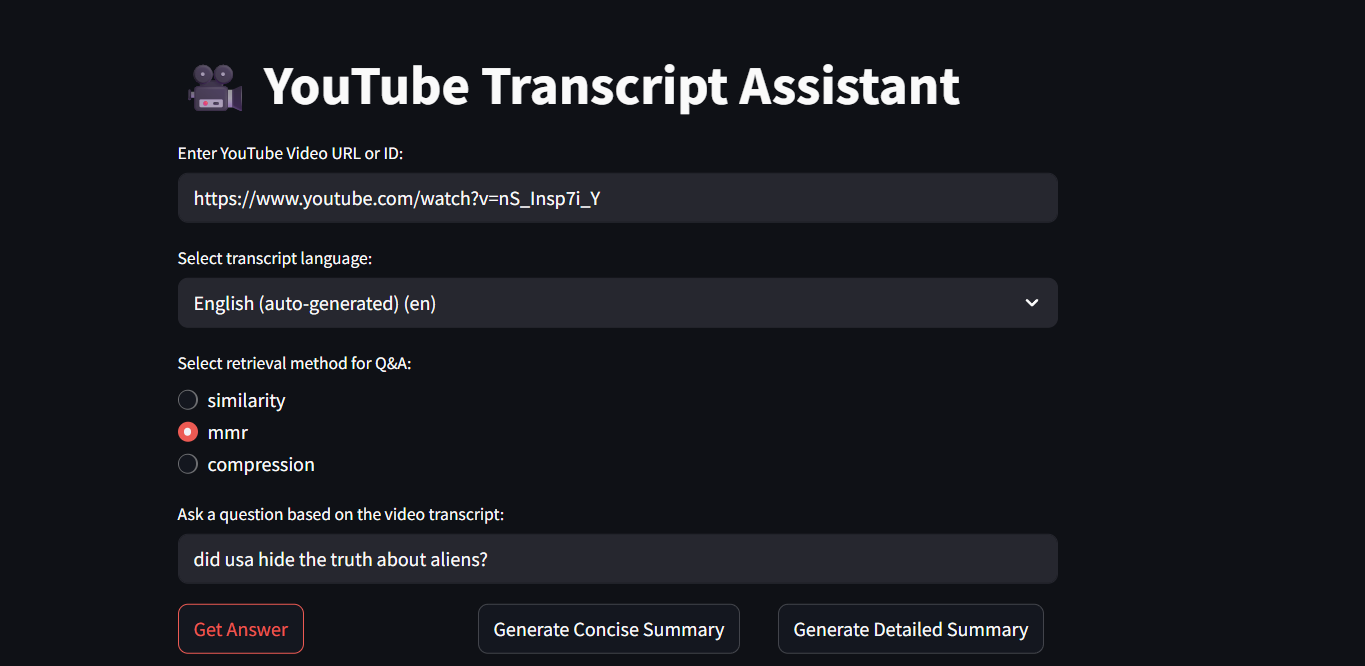 YouTube Transcript Assistant
Enter YouTube Video URL or ID:
https://www.youtube.com/watch?v=nS_Insp7i_Y
Select transcript language:
English (auto-generated) (en)
Select retrieval method for Q&A:
similarity
mmr
compression
Ask a question based on the video transcript:
did usa hide the truth about aliens?
Get Answer
Generate Concise Summary
Generate Detailed Summary